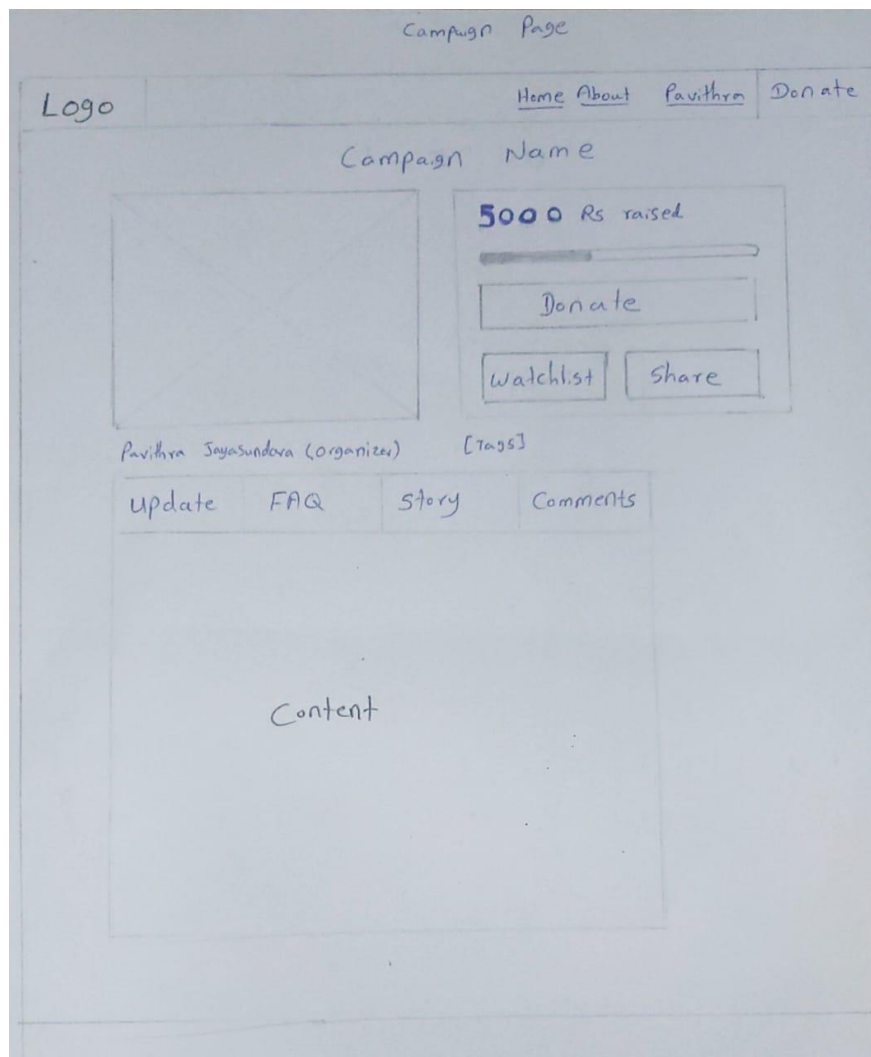 Campaign Page
Logo Home About Pavithra Donate
Campaign Name
5000 Rs raised
Donate
Watchlist Share
Pavithra Jayasundara (organizer) [Tags]
Update FAQ Story Comments
Content